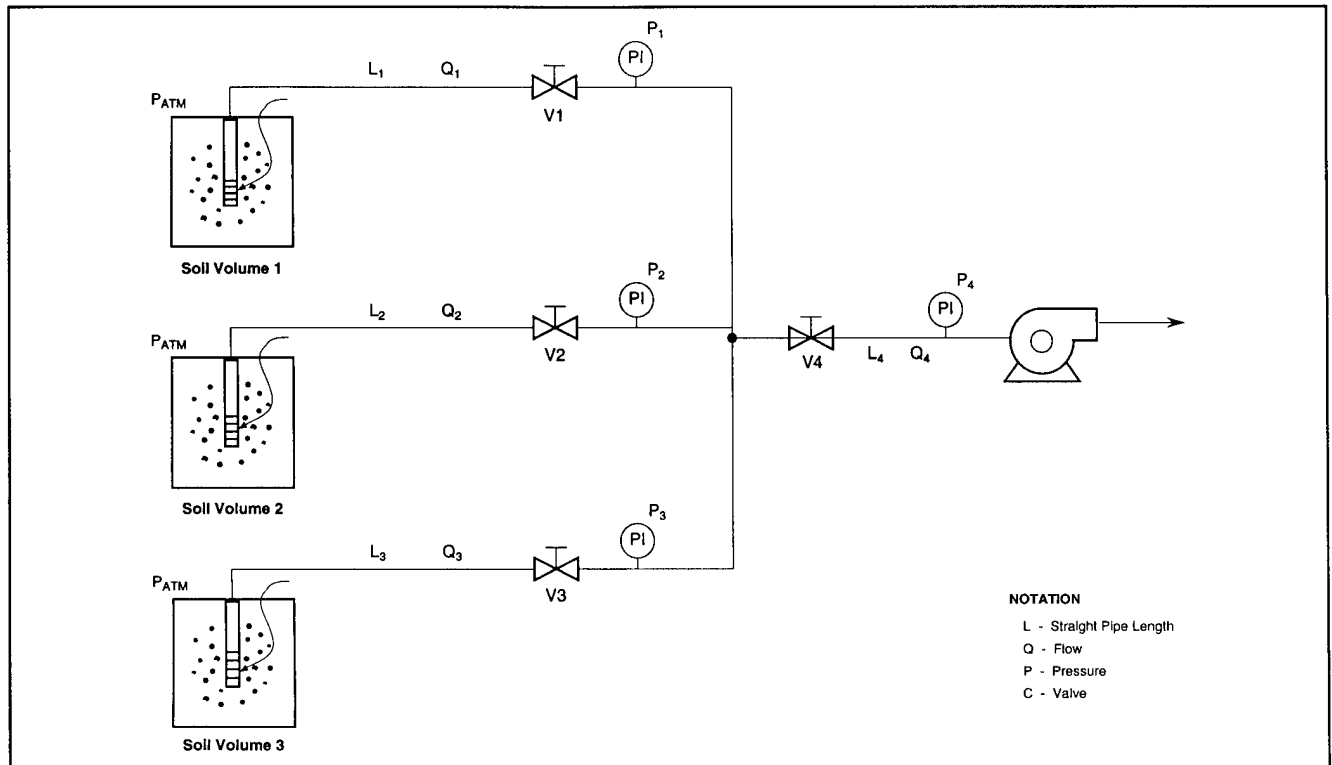 P1
L1 Q1
PI
PATM
V1
Soil Volume 1
P2
L2 Q2
PI
PATM
V2
P4
PI
V4
L4 Q4
Soil Volume 2
P3
L3 Q3
PI
PATM
V3
Soil Volume 3
NOTATION
L - Straight Pipe Length
Q - Flow
P - Pressure
C - Valve